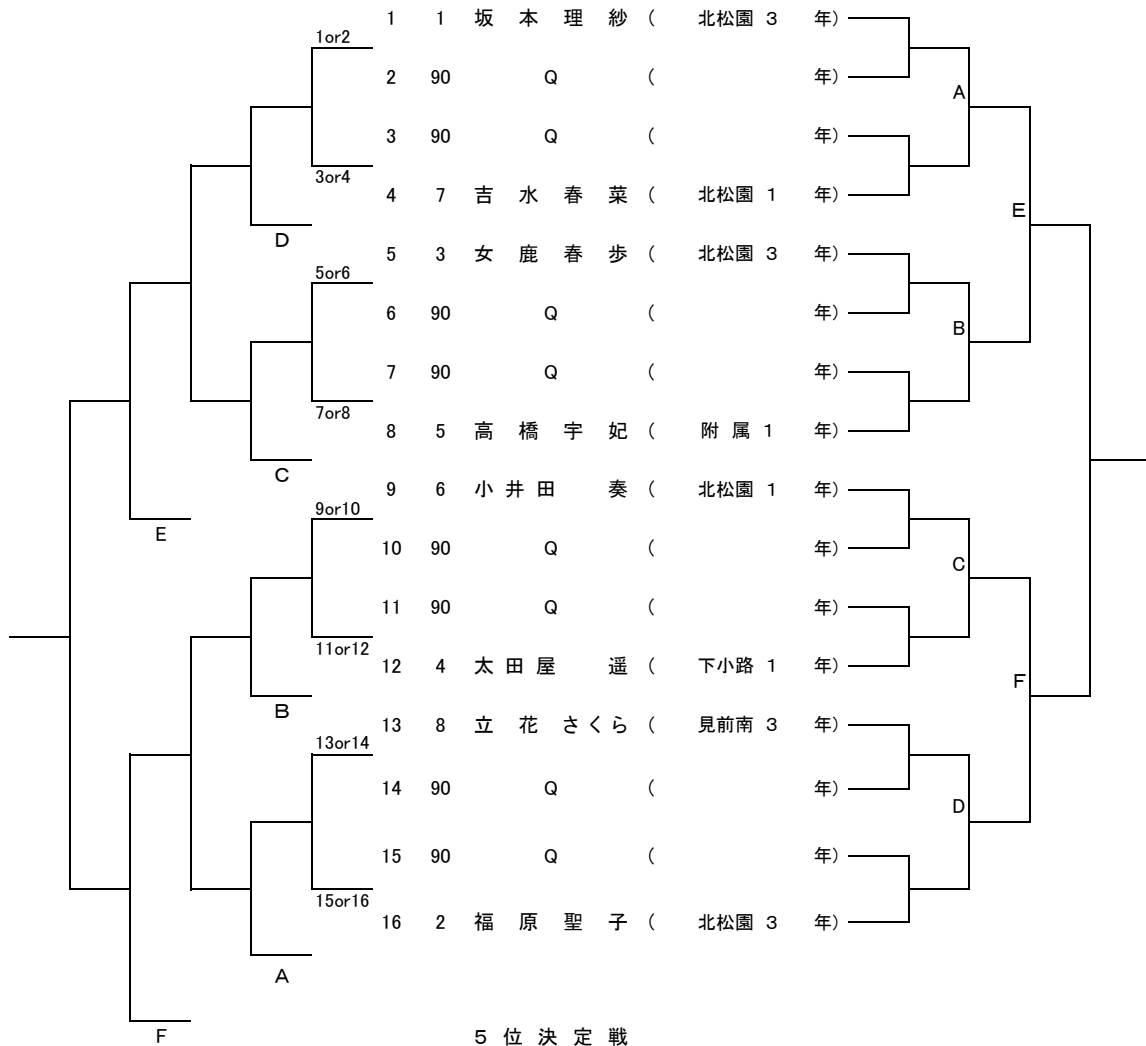 1 1 坂本理紗 ( 北松園 3 年)
1or2
2 90 Q ( 年)
A
3 90 Q ( 年)
3or4
4 7 吉水春菜 ( 北松園 1 年)
E
D
5 3 女鹿春歩 ( 北松園 3 年)
5or6
6 90 Q ( 年)
B
7 90 Q ( 年)
7or8
8 5 高橋宇妃 ( 附属 1 年)
C
9 6 小井田 奏 ( 北松園 1 年)
9or10
E
10 90 Q ( 年)
C
11 90 Q ( 年)
11or12
12 4 太田屋 遥 ( 下小路 1 年)
F
B
13 8 立花さくら ( 見前南 3 年)
13or14
14 90 Q ( 年)
D
15 90 Q ( 年)
15or16
16 2 福原聖子 ( 北松園 3 年)
A
F
5位決定戦